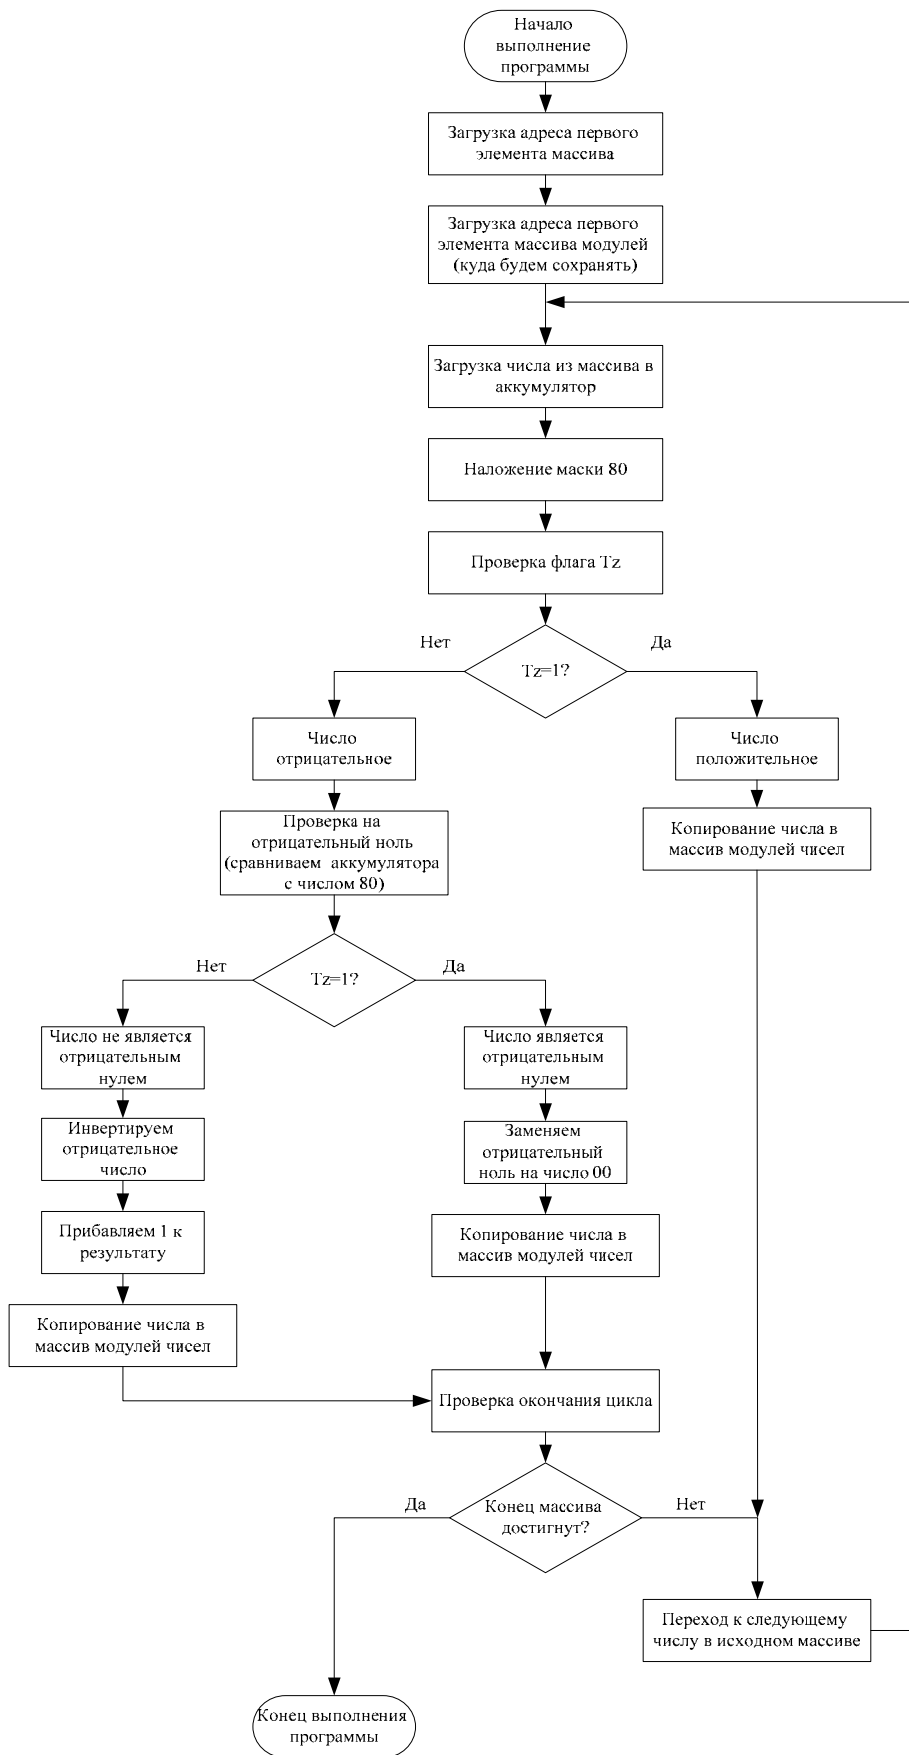 Начало
выполнение
программы
Загрузка адреса первого
элемента массива
Загрузка адреса первого
элемента массива модулей
(куда будем сохранять)
Загрузка числа из массива в
аккумулятор
Наложение маски 80
Проверка флага Tz
Нет
Да
Tz=1?
Число
отрицательное
Число
положительное
Проверка на
отрицательный ноль
(сравниваем аккумулятора
с числом 80)
Копирование числа в
массив модулей чисел
Нет
Да
Tz=1?
Число не является
отрицательным
нулем
Число является
отрицательным
нулем
Инвертируем
отрицательное
число
Заменяем
отрицательный
ноль на число 00
Прибавляем 1 к
результату
Копирование числа в
массив модулей чисел
Копирование числа в
массив модулей чисел
Проверка окончания цикла
Да
Конец массива
достигнут?
Нет
Переход к следующему
числу в исходном массиве
Конец выполнения
программы